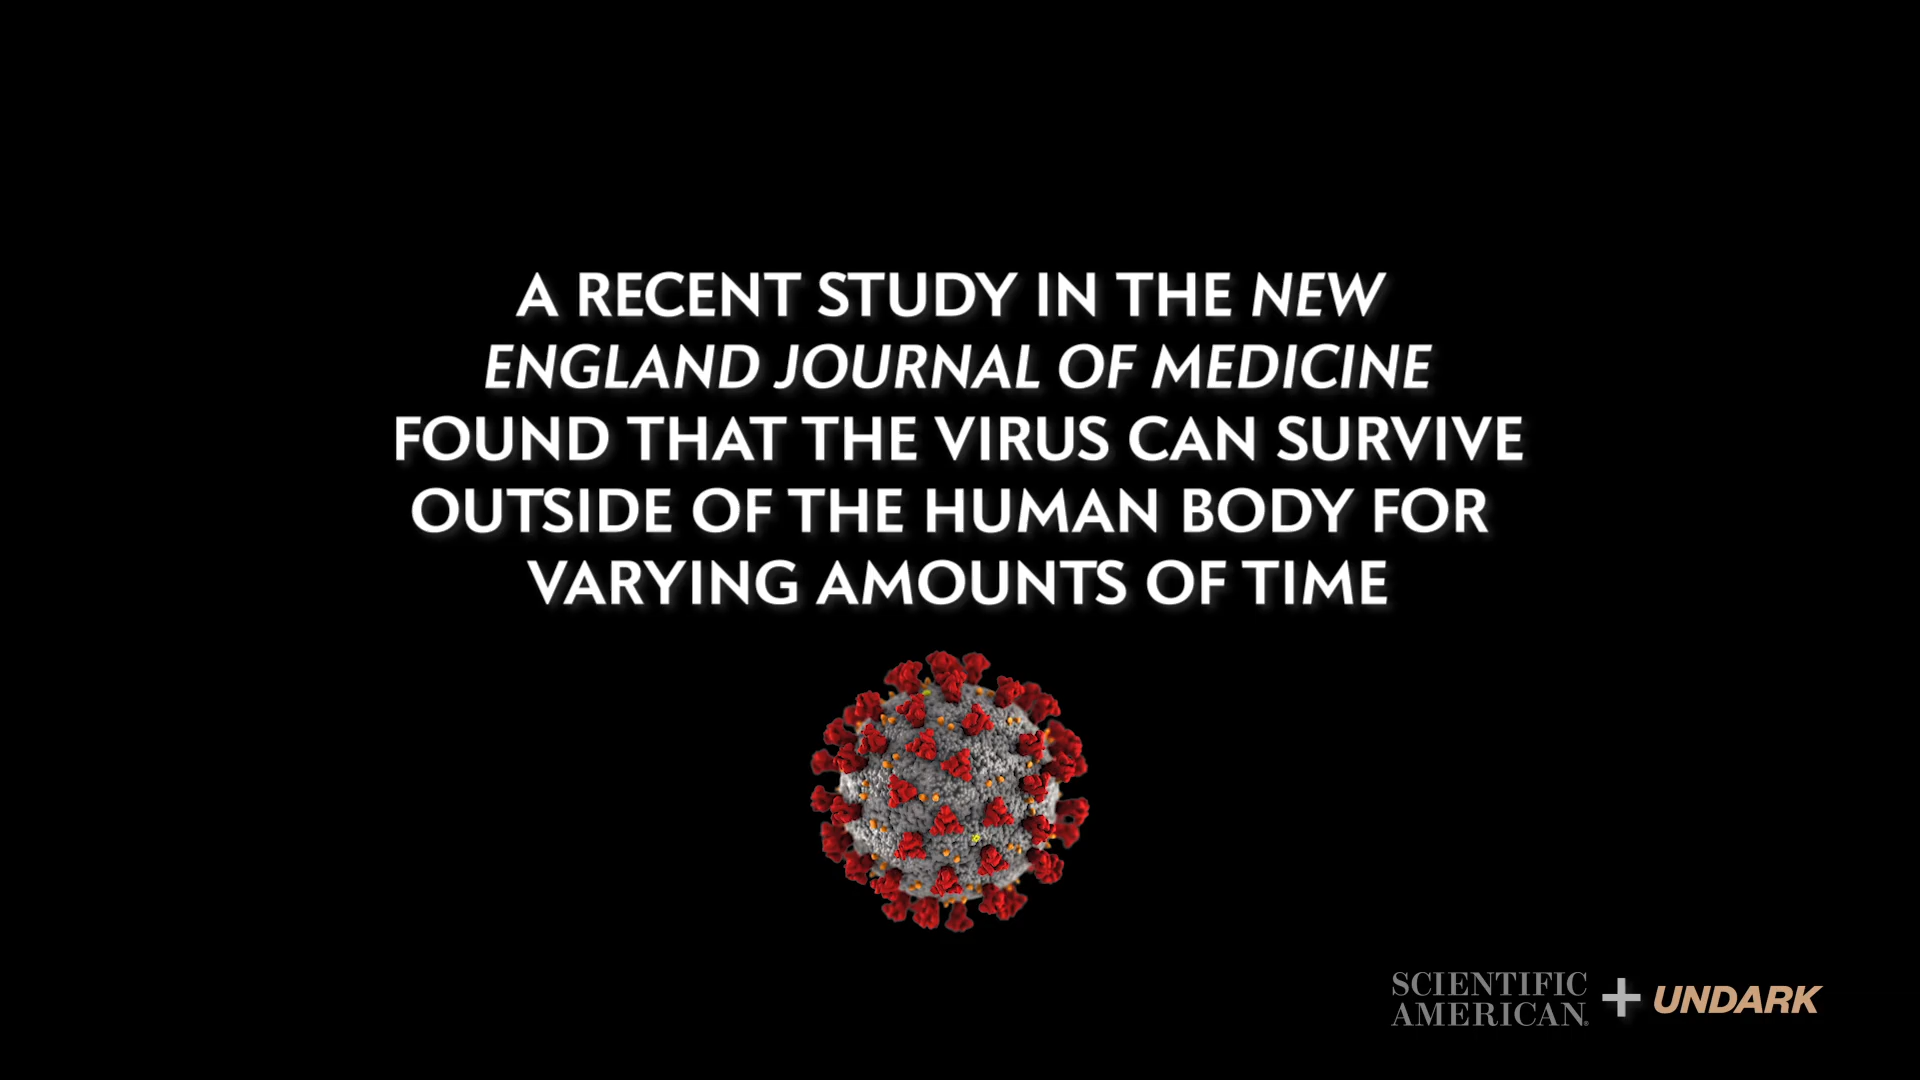 A RECENT STUDY IN THE NEW
ENGLAND JOURNAL OF MEDICINE
FOUND THAT THE VIRUS CAN SURVIVE
OUTSIDE OF THE HUMAN BODY FOR
VARYING AMOUNTS OF TIME
SCIENTIFIC
AMERICAN®
+ UNDARK